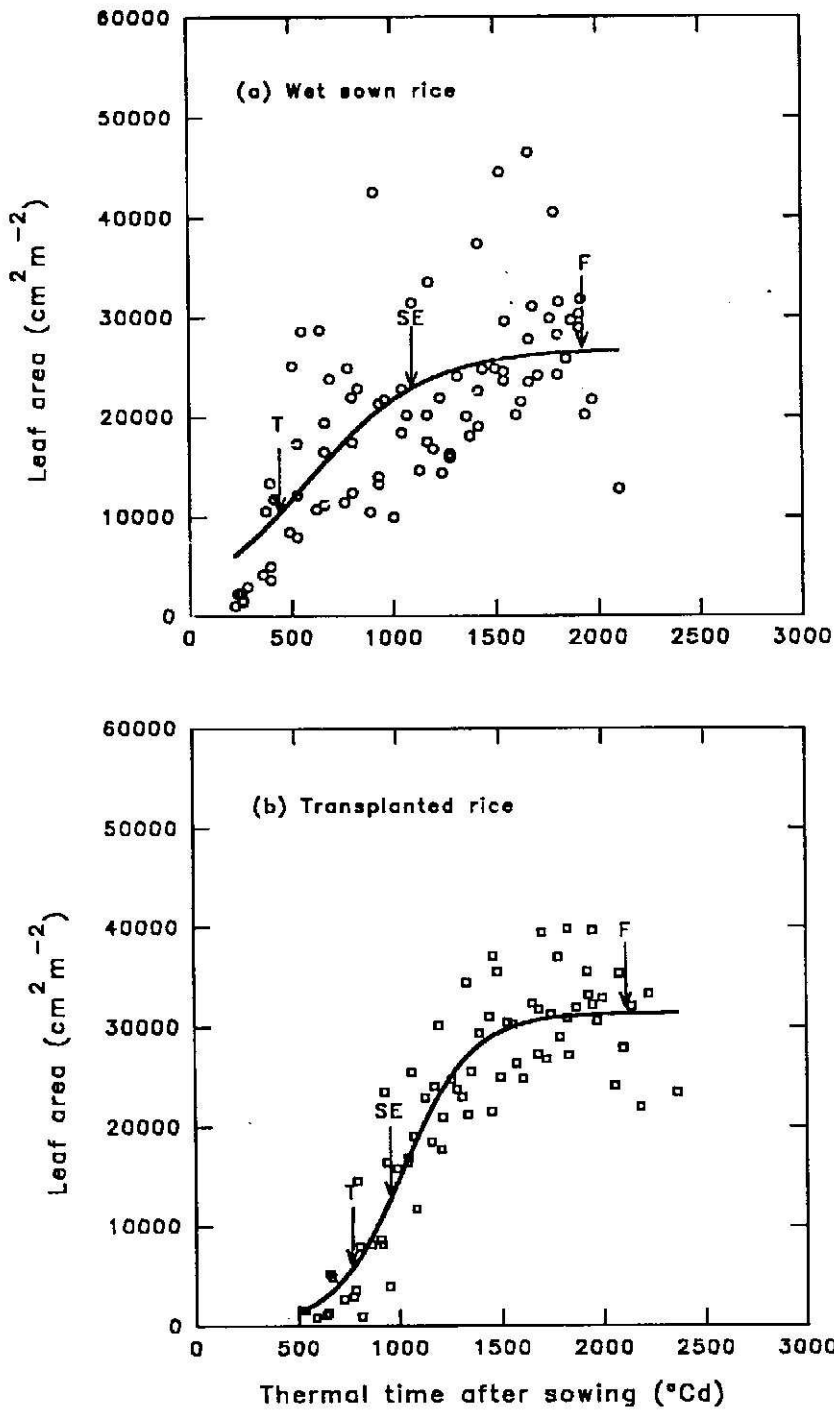 60000
(a) Wet sown rice
50000
40000
F
30000
SE
20000
T
10000
0
Leaf area (cm² m⁻²)
0 500 1000 1500 2000 2500 3000
60000
(b) Transplanted rice
50000
40000
F
30000
SE
20000
T
10000
0
Leaf area (cm² m⁻²)
0 500 1000 1500 2000 2500 3000
Thermal time after sowing (°Cd)